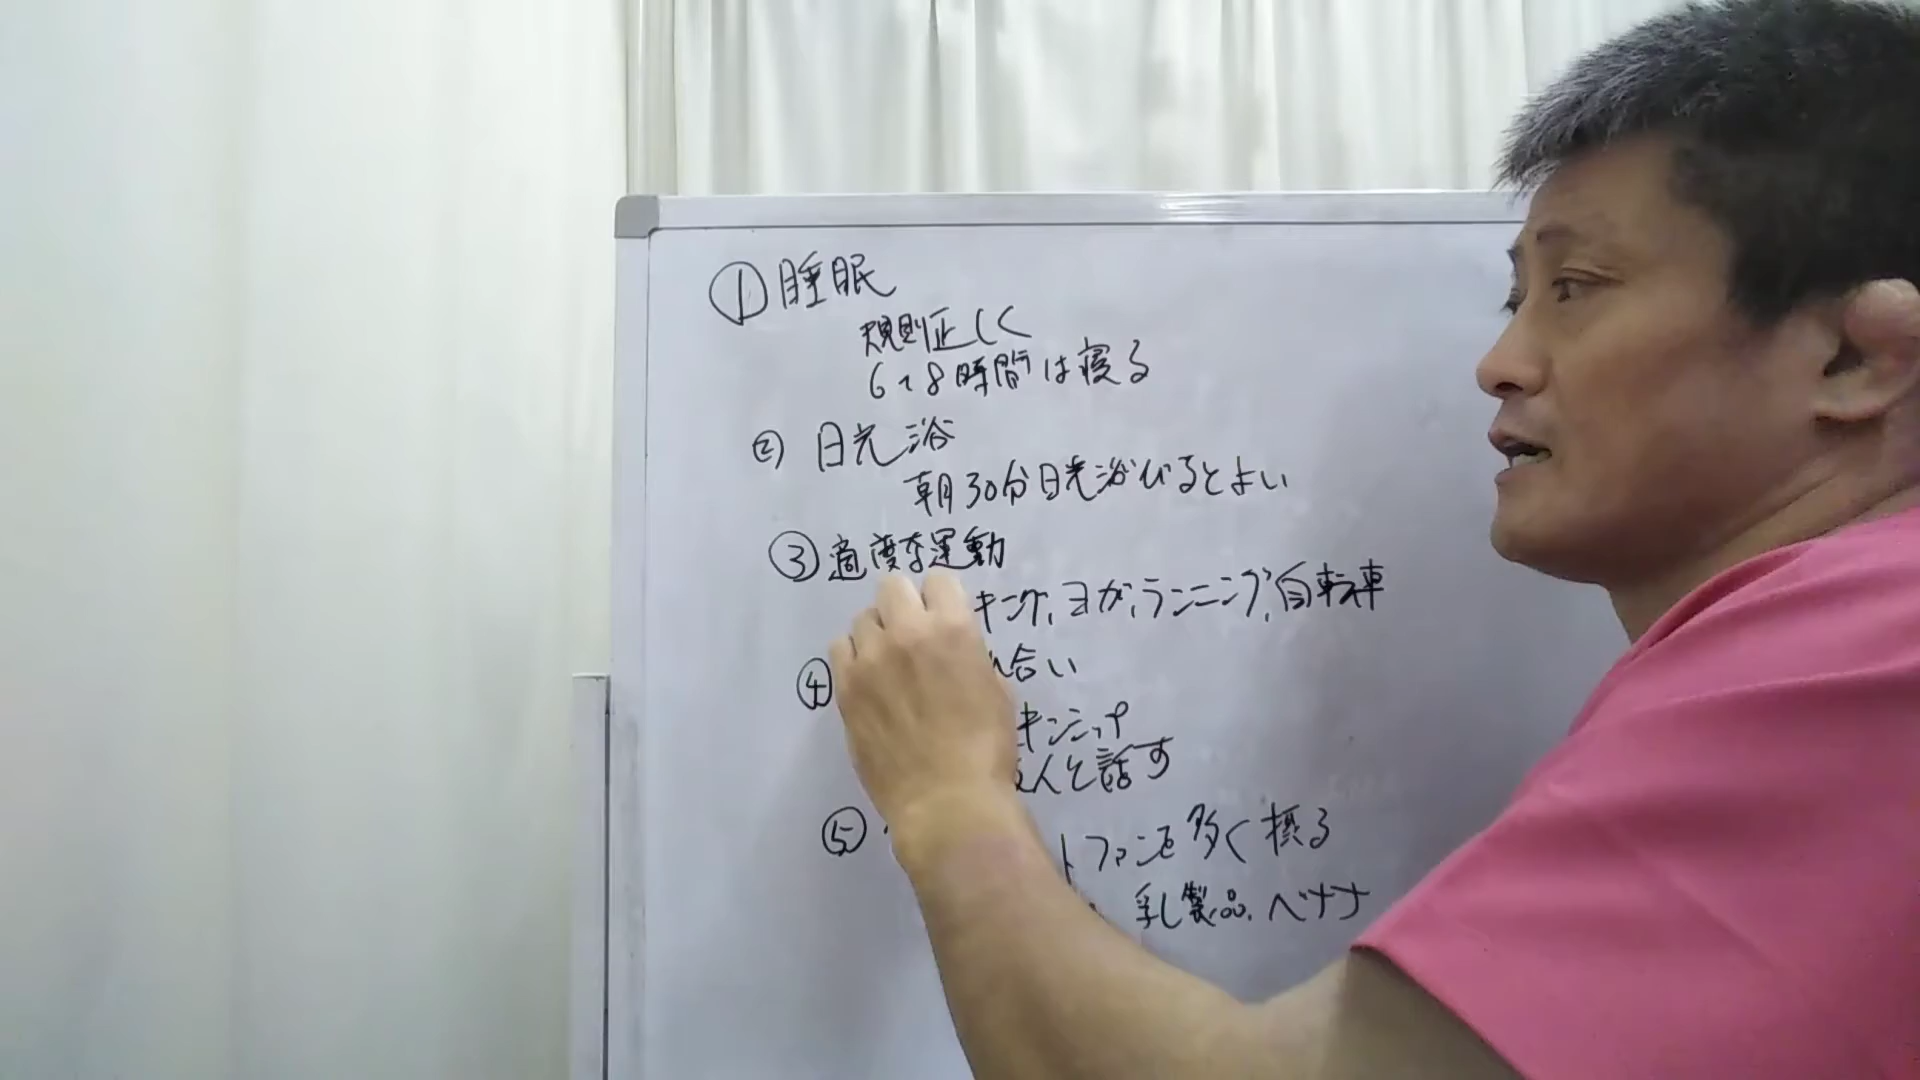 ① 睡眠
規則正しく
6〜8時間は寝る
② 日光浴
朝30分日光浴びるとよい
③ 適度な運動
キング、ヨガ、ランニング、自転車
④ 合い
キンシップ
人と話す
⑤
トファンを多く摂る
乳製品、バナナ